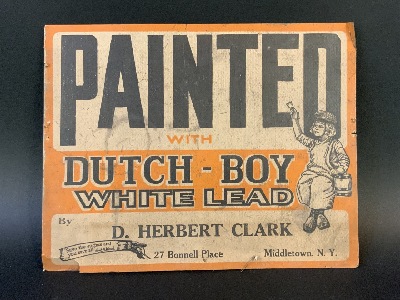 PAINTED
WITH
DUTCH-BOY
WHITE LEAD
By
D. HERBERT CLARK
27 Bonnell Place
Middletown, N. Y.